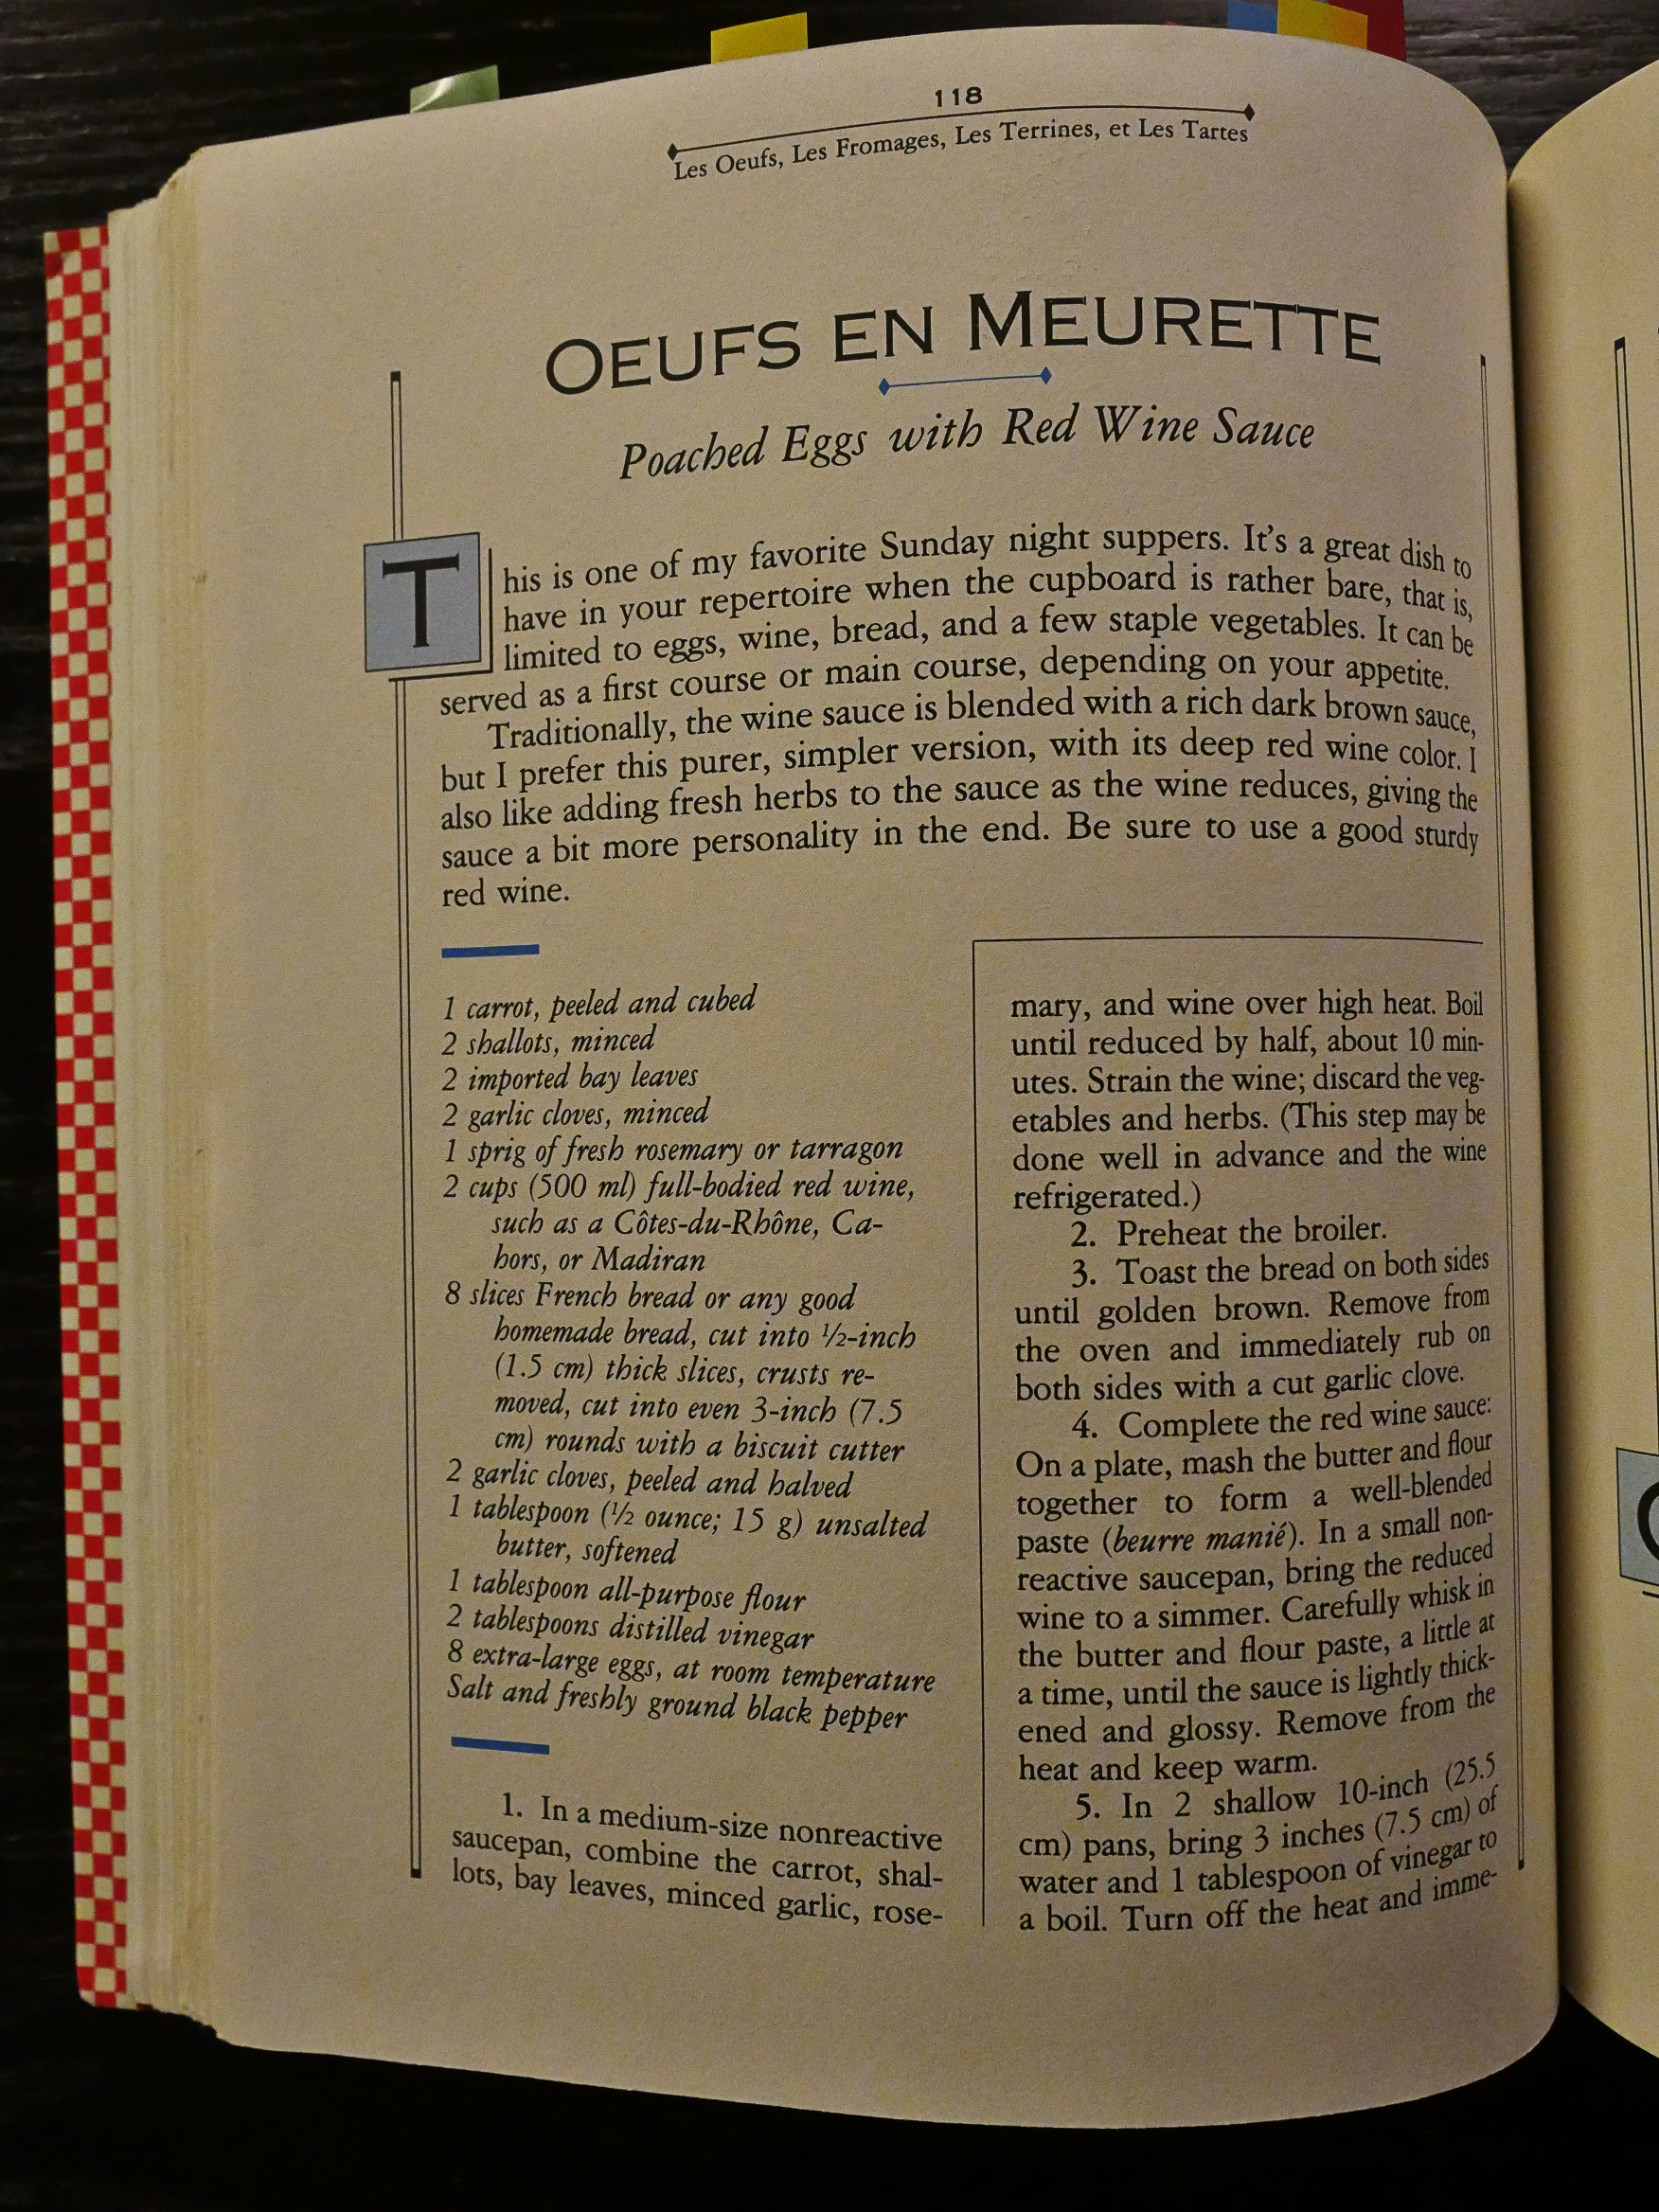 118
Les Oeufs, Les Fromages, Les Terrines, et Les Tartes
OEUFS EN MEURETTE
Poached Eggs with Red Wine Sauce
This is one of my favorite Sunday night suppers. It's a great dish to
have in your repertoire when the cupboard is rather bare, that is,
limited to eggs, wine, bread, and a few staple vegetables. It can be
served as a first course or main course, depending on your appetite.
Traditionally, the wine sauce is blended with a rich dark brown sauce,
but I prefer this purer, simpler version, with its deep red wine color. I
also like adding fresh herbs to the sauce as the wine reduces, giving the
sauce a bit more personality in the end. Be sure to use a good sturdy
red wine.
1 carrot, peeled and cubed
2 shallots, minced
2 imported bay leaves
2 garlic cloves, minced
1 sprig of fresh rosemary or tarragon
2 cups (500 ml) full-bodied red wine,
such as a Côtes-du-Rhône, Ca-
hors, or Madiran
8 slices French bread or any good
homemade bread, cut into ½-inch
(1.5 cm) thick slices, crusts re-
moved, cut into even 3-inch (7.5
cm) rounds with a biscuit cutter
2 garlic cloves, peeled and halved
1 tablespoon (½ ounce; 15 g) unsalted
butter, softened
1 tablespoon all-purpose flour
2 tablespoons distilled vinegar
8 extra-large eggs, at room temperature
Salt and freshly ground black pepper
1. In a medium-size nonreactive
saucepan, combine the carrot, shal-
lots, bay leaves, minced garlic, rose-
mary, and wine over high heat. Boil
until reduced by half, about 10 min-
utes. Strain the wine; discard the veg-
etables and herbs. (This step may be
done well in advance and the wine
refrigerated.)
2. Preheat the broiler.
3. Toast the bread on both sides
until golden brown. Remove from
the oven and immediately rub on
both sides with a cut garlic clove.
4. Complete the red wine sauce:
On a plate, mash the butter and flour
together to form a well-blended
paste (beurre manié). In a small non-
reactive saucepan, bring the reduced
wine to a simmer. Carefully whisk in
the butter and flour paste, a little at
a time, until the sauce is lightly thick-
ened and glossy. Remove from the
heat and keep warm.
5. In 2 shallow 10-inch (25.5
cm) pans, bring 3 inches (7.5 cm) of
water and 1 tablespoon of vinegar to
a boil. Turn off the heat and imme-